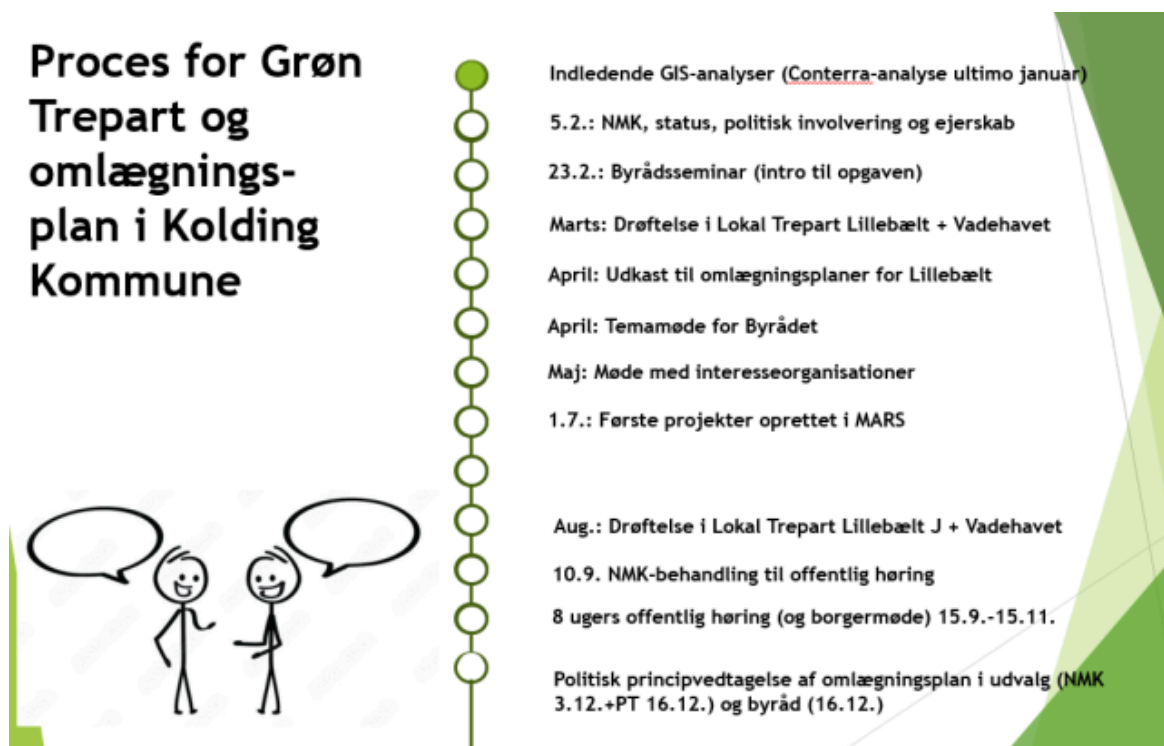 Proces for Grøn
Trepart og
omlægnings-
plan i Kolding
Kommune
Indledende GIS-analyser (Conterra-analyse ultimo januar)
5.2.: NMK, status, politisk involvering og ejerskab
23.2.: Byrådsseminar (intro til opgaven)
Marts: Drøftelse i Lokal Trepart Lillebælt + Vadehavet
April: Udkast til omlægningsplaner for Lillebælt
April: Temamøde for Byrådet
Maj: Møde med interesseorganisationer
1.7.: Første projekter oprettet i MARS
Aug.: Drøftelse i Lokal Trepart Lillebælt J + Vadehavet
10.9. NMK-behandling til offentlig høring
8 ugers offentlig høring (og borgermøde) 15.9.-15.11.
Politisk principvedtagelse af omlægningsplan i udvalg (NMK
3.12.+PT 16.12.) og byråd (16.12.)